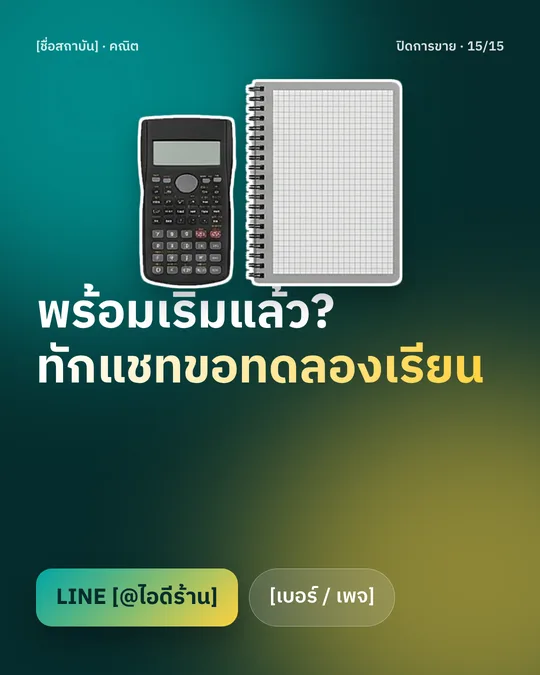 [ชื่อสถาบัน] · คณิต
ปิดการขาย · 15/15
พร้อมเริ่มแล้ว?
ทักแชทขอทดลองเรียน
LINE [@ไอดีร้าน]
[เบอร์ / เพจ]